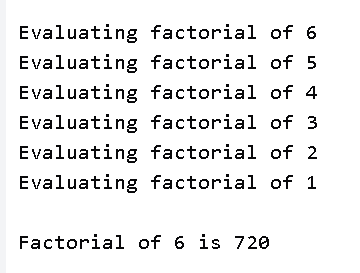 Evaluating factorial of 6
Evaluating factorial of 5
Evaluating factorial of 4
Evaluating factorial of 3
Evaluating factorial of 2
Evaluating factorial of 1
Factorial of 6 is 720